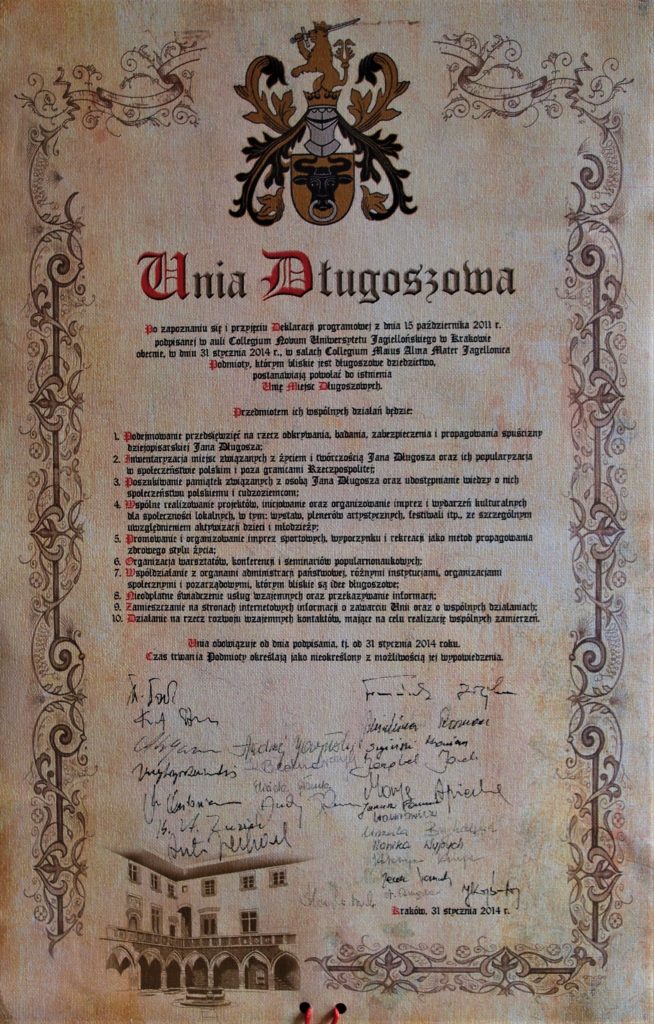 Unia Długoszowa
Po zapoznaniu się i przyjęciu Deklaracji programowej z dnia 15 października 2011 r.
podpisanej w auli Collegium Novum Uniwersytetu Jagiellońskiego w Krakowie
obecnie, w dniu 31 stycznia 2014 r., w salach Collegium Maius Alma Mater Jagellonica
Podmioty, którym bliskie jest długoszowe dziedzictwo,
postanawiają powołać do istnienia
Unię Miejsc Długoszowych.
Przedmiotem ich wspólnych działań będzie:
1. Podejmowanie przedsięwzięć na rzecz odkrywania, badania, zabezpieczenia i propagowania spuścizny
dziejopisarskiej Jana Długosza;
2. Inwentaryzacja miejsc związanych z życiem i twórczością Jana Długosza oraz ich popularyzacja
w społeczeństwie polskim i poza granicami Rzeczpospolitej;
3. Poszukiwanie pamiątek związanych z osobą Jana Długosza oraz udostępnianie wiedzy o nich
społeczeństwu polskiemu i cudzoziemcom;
4. Wspólne realizowanie projektów, inicjowanie oraz organizowanie imprez i wydarzeń kulturalnych
dla społeczności lokalnych, w tym: wystaw, plenerów artystycznych, festiwali itp., ze szczególnym
uwzględnieniem aktywizacji dzieci i młodzieży;
5. Promowanie i organizowanie imprez sportowych, wypoczynku i rekreacji jako metod propagowania
zdrowego stylu życia;
6. Organizacja warsztatów, konferencji i seminariów popularnonaukowych;
7. Współdziałanie z organami administracji państwowej, różnymi instytucjami, organizacjami
społecznymi i pozarządowymi, którym bliskie są idee długoszowe;
8. Nieodpłatne świadczenie usług wzajemnych oraz przekazywanie informacji;
9. Zamieszczanie na stronach internetowych informacji o zawarciu Unii oraz o wspólnych działaniach;
10. Działanie na rzecz rozwoju wzajemnych kontaktów, mające na celu realizację wspólnych zamierzeń.
Unia obowiązuje od dnia podpisania, tj. od 31 stycznia 2014 roku.
Czas trwania Podmioty określają jako nieokreślony z możliwością jej wypowiedzenia.
Kraków, 31 stycznia 2014 r.